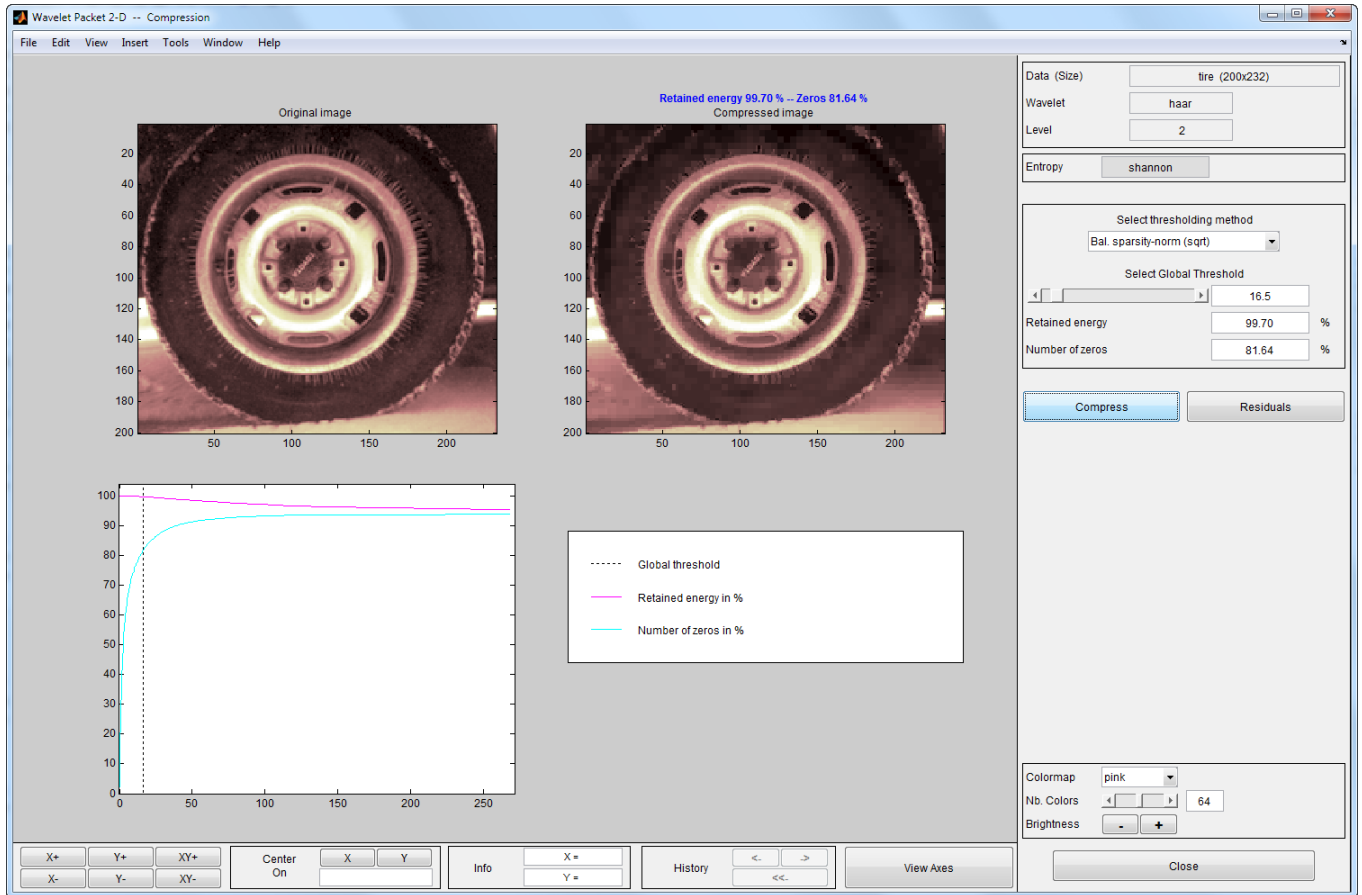 Wavelet Packet 2-D -- Compression
File Edit View Insert Tools Window Help
Retained energy 99.70 % -- Zeros 81.64 %
Original image
Compressed image
20
40
60
80
100
120
140
160
180
200
50 100 150 200
20
40
60
80
100
120
140
160
180
200
50 100 150 200
100
90
80
70
60
50
40
30
20
10
0
0 50 100 150 200 250
Global threshold
Retained energy in %
Number of zeros in %
Data (Size) tire (200x232)
Wavelet haar
Level 2
Entropy shannon
Select thresholding method
Bal. sparsity-norm (sqrt)
Select Global Threshold
16.5
Retained energy 99.70 %
Number of zeros 81.64 %
Compress Residuals
Colormap pink
Nb. Colors 64
Brightness - +
Close
X+ Y+ XY+
X- Y- XY-
Center On X Y
Info X = Y =
History <- -> <<-
View Axes